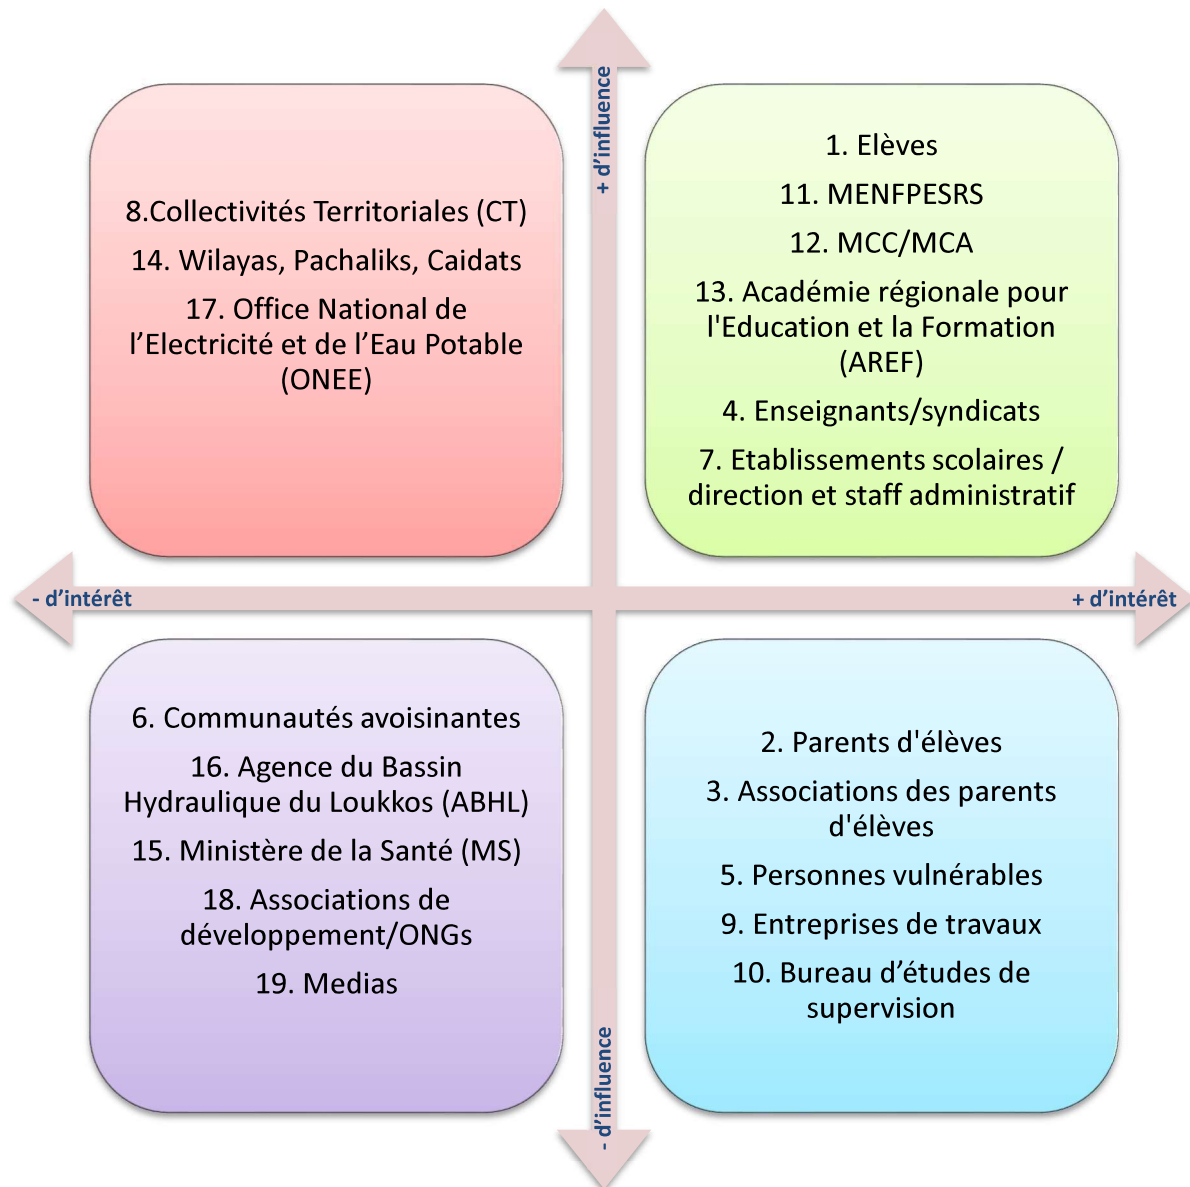 + d’influence
8.Collectivités Territoriales (CT)
14. Wilayas, Pachaliks, Caidats
17. Office National de
l’Electricité et de l’Eau Potable
(ONEE)
1. Elèves
11. MENFPESRS
12. MCC/MCA
13. Académie régionale pour
l'Education et la Formation
(AREF)
4. Enseignants/syndicats
7. Etablissements scolaires /
direction et staff administratif
- d’intérêt
+ d’intérêt
6. Communautés avoisinantes
16. Agence du Bassin
Hydraulique du Loukkos (ABHL)
15. Ministère de la Santé (MS)
18. Associations de
développement/ONGs
19. Medias
2. Parents d'élèves
3. Associations des parents
d'élèves
5. Personnes vulnérables
9. Entreprises de travaux
10. Bureau d’études de
supervision
- d’influence